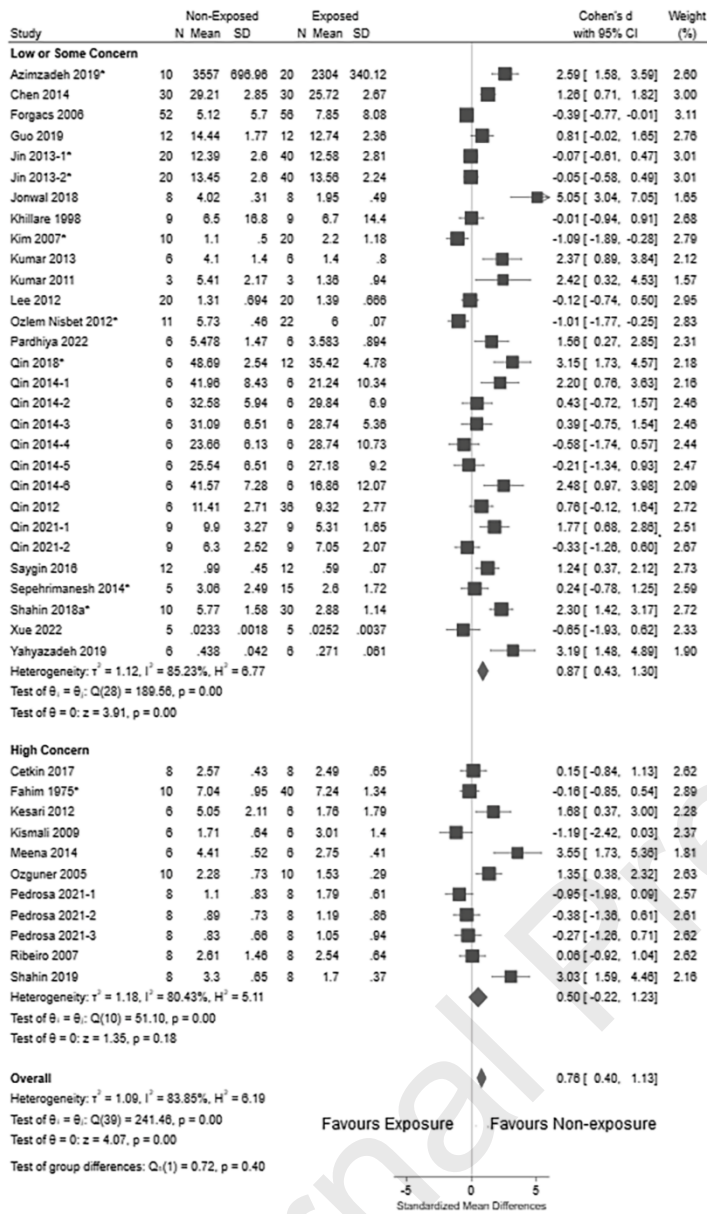 Non-Exposed Exposed Cohen's d Weight
Study N Mean SD N Mean SD with 95% CI (%)
Low or Some Concern
Azimzadeh 2019* 10 3557 696.96 20 2304 340.12 2.59 [ 1.58, 3.59] 2.60
Chen 2014 30 29.21 2.85 30 25.72 2.67 1.26 [ 0.71, 1.82] 3.00
Forgacs 2006 52 5.12 5.7 56 7.85 8.08 -0.39 [ -0.77, -0.01] 3.11
Guo 2019 12 14.44 1.77 12 12.74 2.36 0.81 [ -0.02, 1.65] 2.76
Jin 2013-1* 20 12.39 2.6 40 12.58 2.81 -0.07 [ -0.61, 0.47] 3.01
Jin 2013-2* 20 13.45 2.6 40 13.56 2.24 -0.05 [ -0.58, 0.49] 3.01
Jonwal 2018 8 4.02 .31 8 1.95 .49 5.05 [ 3.04, 7.05] 1.65
Khillare 1998 9 6.5 16.8 9 6.7 14.4 -0.01 [ -0.94, 0.91] 2.68
Kim 2007* 10 1.1 .5 20 2.2 1.18 -1.09 [ -1.89, -0.28] 2.79
Kumar 2013 6 4.1 1.4 6 1.4 .8 2.37 [ 0.89, 3.84] 2.12
Kumar 2011 3 5.41 2.17 3 1.36 .94 2.42 [ 0.32, 4.53] 1.57
Lee 2012 20 1.31 .694 20 1.39 .666 -0.12 [ -0.74, 0.50] 2.95
Ozlem Nisbet 2012* 11 5.73 .46 22 6 .07 -1.01 [ -1.77, -0.25] 2.83
Pardhiya 2022 6 5.478 1.47 6 3.583 .894 1.56 [ 0.27, 2.85] 2.31
Qin 2018* 6 48.69 2.54 12 35.42 4.78 3.15 [ 1.73, 4.57] 2.18
Qin 2014-1 6 41.96 8.43 6 21.24 10.34 2.20 [ 0.76, 3.63] 2.16
Qin 2014-2 6 32.58 5.94 6 29.84 6.9 0.43 [ -0.72, 1.57] 2.46
Qin 2014-3 6 31.09 6.51 6 28.74 5.36 0.39 [ -0.75, 1.54] 2.46
Qin 2014-4 6 23.66 6.13 6 28.74 10.73 -0.58 [ -1.74, 0.57] 2.44
Qin 2014-5 6 25.54 6.51 6 27.18 9.2 -0.21 [ -1.34, 0.93] 2.47
Qin 2014-6 6 41.57 7.28 6 16.86 12.07 2.48 [ 0.97, 3.98] 2.09
Qin 2012 6 11.41 2.71 36 9.32 2.77 0.76 [ -0.12, 1.64] 2.72
Qin 2021-1 9 9.9 3.27 9 5.31 1.65 1.77 [ 0.68, 2.86] 2.51
Qin 2021-2 9 6.3 2.52 9 7.05 2.07 -0.33 [ -1.26, 0.60] 2.67
Saygin 2016 12 .99 .45 12 .59 .07 1.24 [ 0.37, 2.12] 2.73
Sepehrimanesh 2014* 5 3.06 2.49 15 2.6 1.72 0.24 [ -0.78, 1.25] 2.59
Shahin 2018a* 10 5.77 1.58 30 2.88 1.14 2.30 [ 1.42, 3.17] 2.72
Xue 2022 5 .0233 .0018 5 .0252 .0037 -0.65 [ -1.93, 0.62] 2.33
Yahyazadeh 2019 6 .438 .042 6 .271 .061 3.19 [ 1.48, 4.89] 1.90
Heterogeneity: τ² = 1.12, I² = 85.23%, H² = 6.77 0.87 [ 0.43, 1.30]
Test of θᵢ = θⱼ: Q(28) = 189.56, p = 0.00
Test of θ = 0: z = 3.91, p = 0.00
High Concern
Cetkin 2017 8 2.57 .43 8 2.49 .65 0.15 [ -0.84, 1.13] 2.62
Fahim 1975* 10 7.04 .95 40 7.24 1.34 -0.16 [ -0.85, 0.54] 2.89
Kesari 2012 6 5.05 2.11 6 1.76 1.79 1.68 [ 0.37, 3.00] 2.28
Kismali 2009 6 1.71 .64 6 3.01 1.4 -1.19 [ -2.42, 0.03] 2.37
Meena 2014 6 4.41 .52 6 2.75 .41 3.55 [ 1.73, 5.36] 1.81
Ozguner 2005 10 2.28 .73 10 1.53 .29 1.35 [ 0.38, 2.32] 2.63
Pedrosa 2021-1 8 1.1 .83 8 1.79 .61 -0.95 [ -1.98, 0.09] 2.57
Pedrosa 2021-2 8 .89 .73 8 1.19 .86 -0.38 [ -1.36, 0.61] 2.61
Pedrosa 2021-3 8 .83 .66 8 1.05 .94 -0.27 [ -1.26, 0.71] 2.62
Ribeiro 2007 8 2.61 1.46 8 2.54 .64 0.06 [ -0.92, 1.04] 2.62
Shahin 2019 8 3.3 .65 8 1.7 .37 3.03 [ 1.59, 4.46] 2.16
Heterogeneity: τ² = 1.18, I² = 80.43%, H² = 5.11 0.50 [ -0.22, 1.23]
Test of θᵢ = θⱼ: Q(10) = 51.10, p = 0.00
Test of θ = 0: z = 1.35, p = 0.18
Overall 0.76 [ 0.40, 1.13]
Heterogeneity: τ² = 1.09, I² = 83.85%, H² = 6.19
Test of θᵢ = θⱼ: Q(39) = 241.46, p = 0.00 Favours Exposure Favours Non-exposure
Test of θ = 0: z = 4.07, p = 0.00
Test of group differences: Q₆(1) = 0.72, p = 0.40
-5 0 5
Standardized Mean Differences